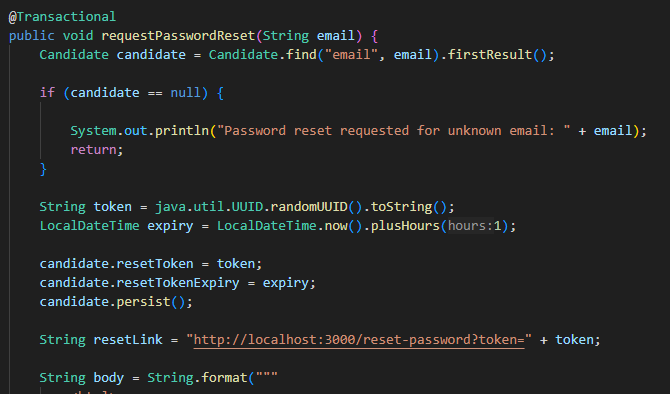 @Transactional
public void requestPasswordReset(String email) {
    Candidate candidate = Candidate.find("email", email).firstResult();
    if (candidate == null) {
        System.out.println("Password reset requested for unknown email: " + email);
        return;
    }
    String token = java.util.UUID.randomUUID().toString();
    LocalDateTime expiry = LocalDateTime.now().plusHours(hours:1);
    candidate.resetToken = token;
    candidate.resetTokenExpiry = expiry;
    candidate.persist();
    String resetLink = "http://localhost:3000/reset-password?token=" + token;
    String body = String.format("""